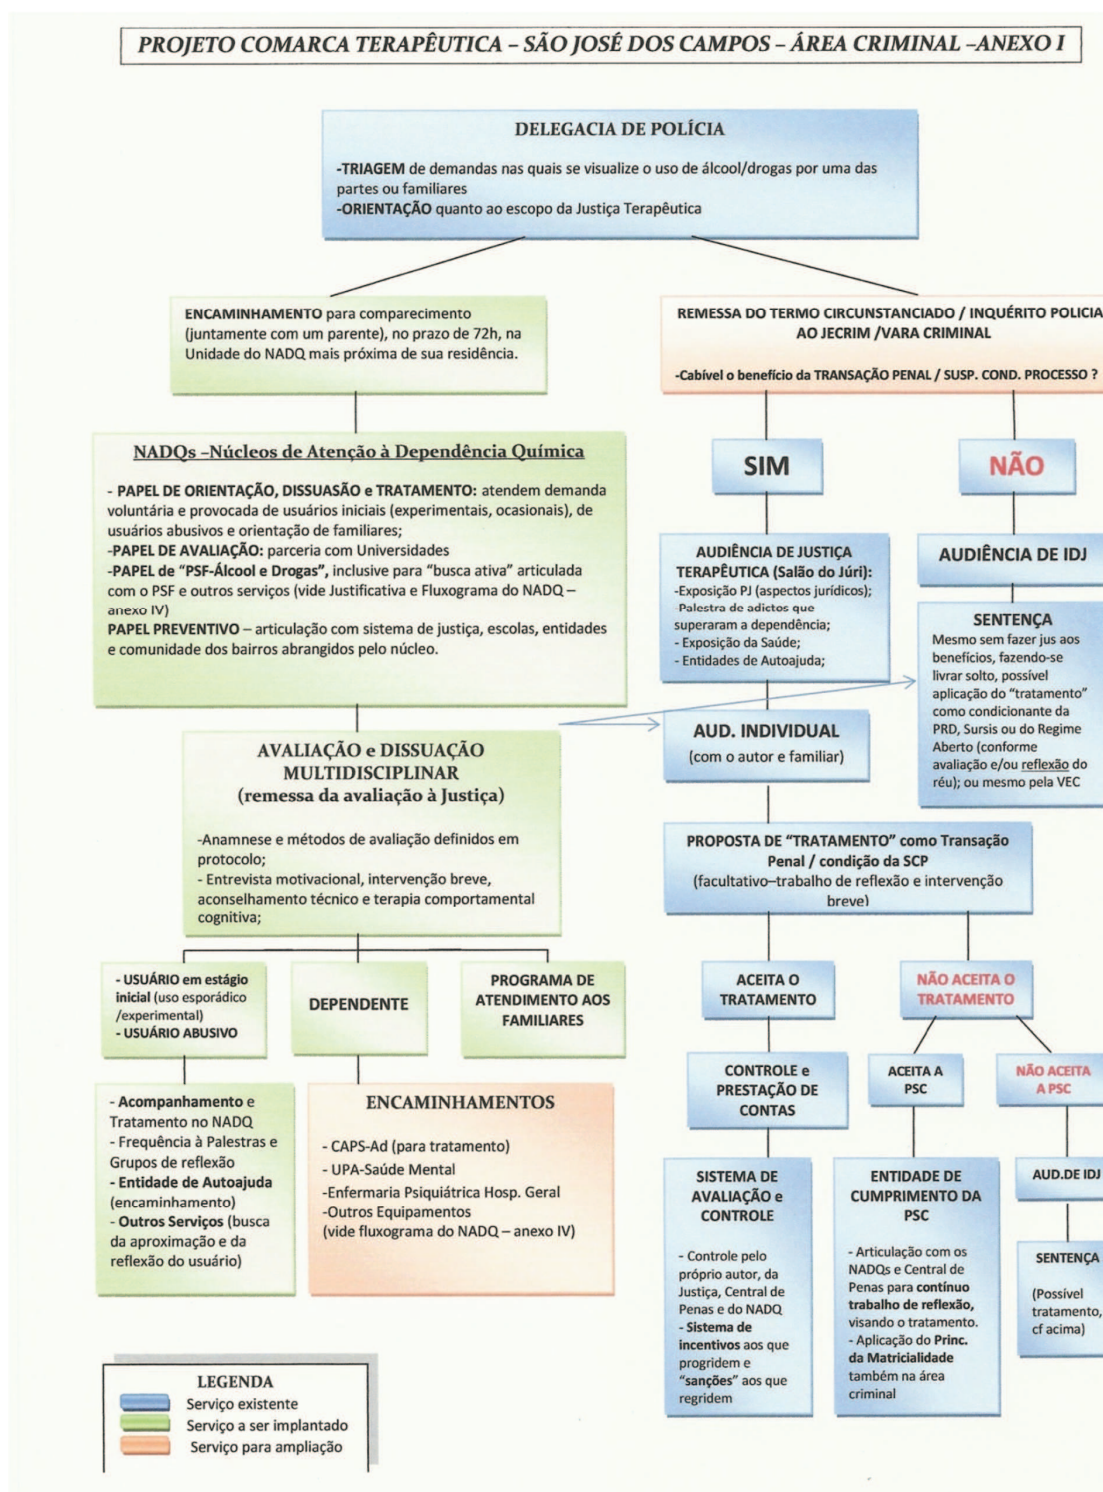 PROJETO COMARCA TERAPÊUTICA – SÃO JOSÉ DOS CAMPOS – ÁREA CRIMINAL –ANEXO I
DELEGACIA DE POLÍCIA
-TRIAGEM de demandas nas quais se visualize o uso de álcool/drogas por uma das
partes ou familiares
-ORIENTAÇÃO quanto ao escopo da Justiça Terapêutica
ENCAMINHAMENTO para comparecimento
(juntamente com um parente), no prazo de 72h, na
Unidade do NADQ mais próxima de sua residência.
REMESSA DO TERMO CIRCUNSTANCIADO / INQUÉRITO POLICIA
AO JECRIM /VARA CRIMINAL
-Cabível o benefício da TRANSAÇÃO PENAL / SUSP. COND. PROCESSO ?
NADQs –Núcleos de Atenção à Dependência Química
- PAPEL DE ORIENTAÇÃO, DISSUASÃO e TRATAMENTO: atendem demanda
voluntária e provocada de usuários iniciais (experimentais, ocasionais), de
usuários abusivos e orientação de familiares;
-PAPEL DE AVALIAÇÃO: parceria com Universidades
-PAPEL de “PSF-Álcool e Drogas”, inclusive para “busca ativa” articulada
com o PSF e outros serviços (vide Justificativa e Fluxograma do NADQ –
anexo IV)
PAPEL PREVENTIVO – articulação com sistema de justiça, escolas, entidades
e comunidade dos bairros abrangidos pelo núcleo.
SIM
NÃO
AUDIÊNCIA DE JUSTIÇA
TERAPÊUTICA (Salão do Júri):
-Exposição PJ (aspectos jurídicos);
-Palestra de adictos que
superaram a dependência;
- Exposição da Saúde;
- Entidades de Autoajuda;
AUDIÊNCIA DE IDJ
SENTENÇA
Mesmo sem fazer jus aos
benefícios, fazendo-se
livrar solto, possível
aplicação do “tratamento”
como condicionante da
PRD, Sursis ou do Regime
Aberto (conforme
avaliação e/ou reflexão do
réu); ou mesmo pela VEC
AUD. INDIVIDUAL
(com o autor e familiar)
AVALIAÇÃO e DISSUAÇÃO
MULTIDISCIPLINAR
(remessa da avaliação à Justiça)
-Anamnese e métodos de avaliação definidos em
protocolo;
- Entrevista motivacional, intervenção breve,
aconselhamento técnico e terapia comportamental
cognitiva;
PROPOSTA DE “TRATAMENTO” como Transação
Penal / condição da SCP
(facultativo–trabalho de reflexão e intervenção
breve)
- USUÁRIO em estágio
inicial (uso esporádico
/experimental)
- USUÁRIO ABUSIVO
DEPENDENTE
PROGRAMA DE
ATENDIMENTO AOS
FAMILIARES
ACEITA O
TRATAMENTO
NÃO ACEITA O
TRATAMENTO
- Acompanhamento e
Tratamento no NADQ
- Frequência à Palestras e
Grupos de reflexão
- Entidade de Autoajuda
(encaminhamento)
- Outros Serviços (busca
da aproximação e da
reflexão do usuário)
ENCAMINHAMENTOS
- CAPS-Ad (para tratamento)
- UPA-Saúde Mental
-Enfermaria Psiquiátrica Hosp. Geral
-Outros Equipamentos
(vide fluxograma do NADQ – anexo IV)
CONTROLE e
PRESTAÇÃO DE
CONTAS
ACEITA A
PSC
NÃO ACEITA
A PSC
SISTEMA DE
AVALIAÇÃO e
CONTROLE
- Controle pelo
próprio autor, da
Justiça, Central de
Penas e do NADQ
- Sistema de
incentivos aos que
progridem e
“sanções” aos que
regridem
ENTIDADE DE
CUMPRIMENTO DA
PSC
- Articulação com os
NADQs e Central de
Penas para contínuo
trabalho de reflexão,
visando o tratamento.
- Aplicação do Princ.
da Matricialidade
também na área
criminal
AUD.DE IDJ
SENTENÇA
(Possível
tratamento,
cf acima)
LEGENDA
Serviço existente
Serviço a ser implantado
Serviço para ampliação